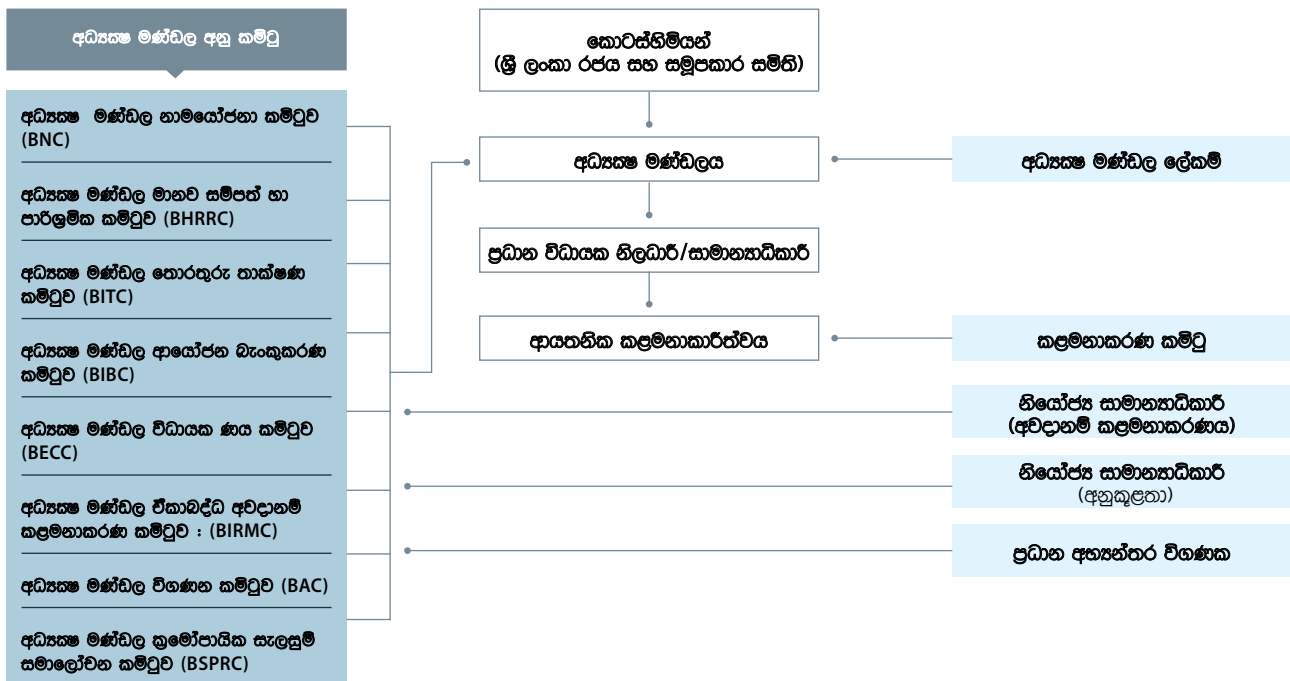 අධ්‍යක්ෂ මණ්ඩල අනු කමිටු
අධ්‍යක්ෂ මණ්ඩල නාමයෝජනා කමිටුව
(BNC)
අධ්‍යක්ෂ මණ්ඩල මානව සම්පත් හා
පාරිශ්‍රමික කමිටුව (BHRRC)
අධ්‍යක්ෂ මණ්ඩල තොරතුරු තාක්ෂණ
කමිටුව (BITC)
අධ්‍යක්ෂ මණ්ඩල ආයෝජන බැංකුකරණ
කමිටුව (BIBC)
අධ්‍යක්ෂ මණ්ඩල විධායක ණය කමිටුව
(BECC)
අධ්‍යක්ෂ මණ්ඩල ඒකාබද්ධ අවදානම්
කළමනාකරණ කමිටුව : (BIRMC)
අධ්‍යක්ෂ මණ්ඩල විගණන කමිටුව (BAC)
අධ්‍යක්ෂ මණ්ඩල ක්‍රමෝපායික සැලසුම්
සමාලෝචන කමිටුව (BSPRC)
කොටස්හිමියන්
(ශ්‍රී ලංකා රජය සහ සමූපකාර සමිති)
අධ්‍යක්ෂ මණ්ඩලය
ප්‍රධාන විධායක නිලධාරී/සාමාන්‍යාධිකාරී
ආයතනික කළමනාකාරීත්වය
අධ්‍යක්ෂ මණ්ඩල ලේකම්
කළමනාකරණ කමිටු
නියෝජ්‍ය සාමාන්‍යාධිකාරී
(අවදානම් කළමනාකරණය)
නියෝජ්‍ය සාමාන්‍යාධිකාරී
(අනුකූළතා)
ප්‍රධාන අභ්‍යන්තර විගණක